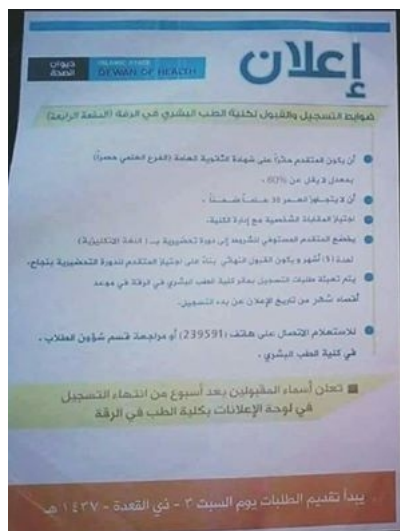 إعلان
ديوان
الصحة
ISLAMIC STATE
DEWAN OF HEALTH
ضوابط التسجيل والقبول لكلية الطب البشري في الرقة (الدفعة الرابعة)
أن يكون المتقدم حائزاً على شهادة الثانوية العامة (الفرع العلمي حصراً)
بمعدل لا يقل عن 80% .
أن لا يتجاوز العمر 30 عاماً ضمناً .
اجتياز المقابلة الشخصية مع إدارة الكلية.
يخضع المتقدم المستوفي للشروط إلى دورة تحضيرية بـ ( اللغة الانكليزية)
لمدة (5) أشهر و يكون القبول النهائي بناءً على اجتياز المتقدم للدورة التحضيرية بنجاح.
يتم تعبئة طلبات التسجيل بمقر كلية الطب البشري في الرقة في موعد
أقصاه شهر من تاريخ الإعلان عن بدء التسجيل.
للاستعلام الاتصال على هاتف (239591) أو مراجعة قسم شؤون الطلاب .
في كلية الطب البشري .
تعلن أسماء المقبولين بعد أسبوع من انتهاء التسجيل
في لوحة الإعلانات بكلية الطب في الرقة
يبدأ تقديم الطلبات يوم السبت ٣ - ذي القعدة - ١٤٣٧ هـ